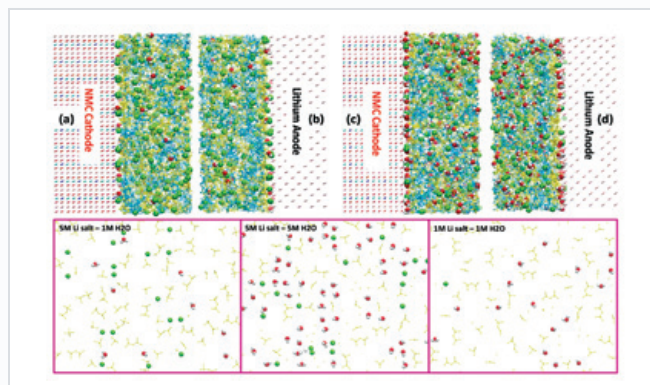 NMC Cathode
(a)
(b)
Lithium Anode
(c)
NMC Cathode
(d)
Lithium Anode
5M Li salt – 1M H2O
5M Li salt – 5M H2O
1M Li salt – 1M H2O